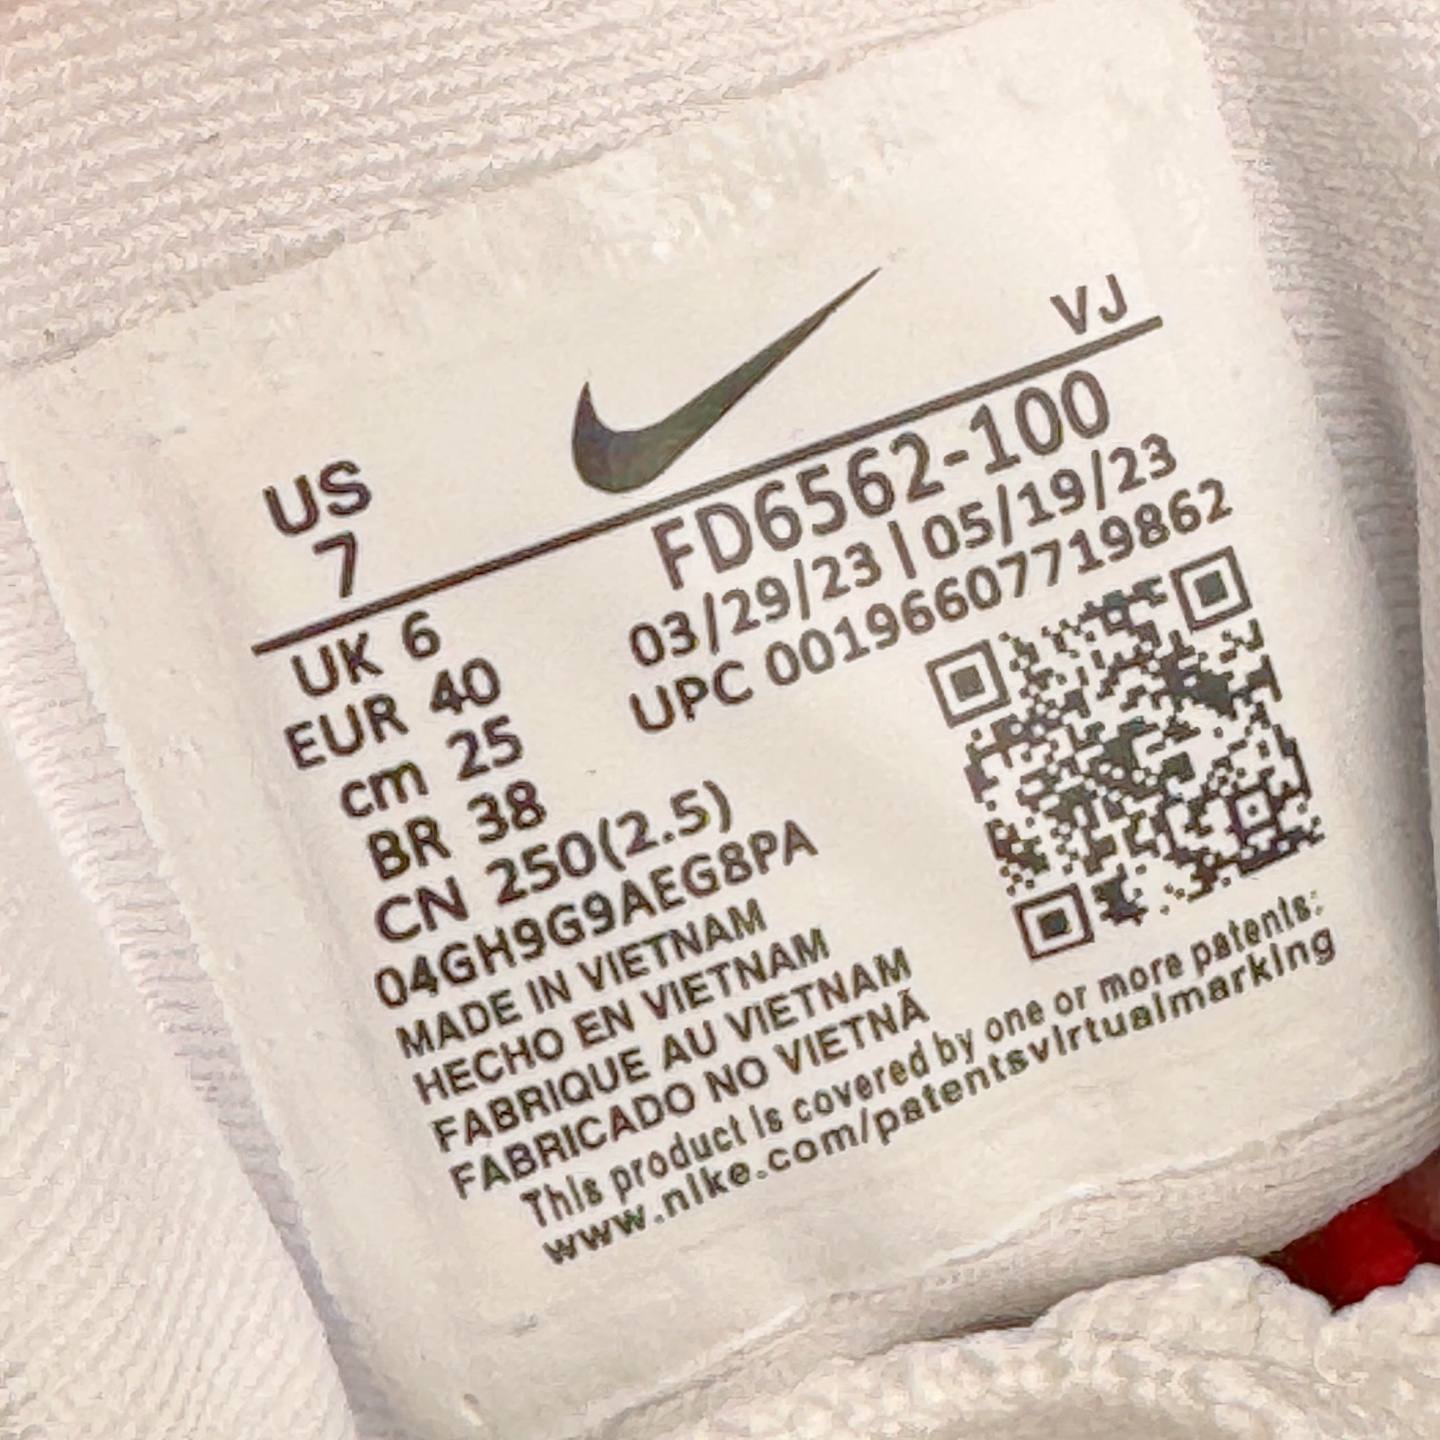 VJ
US
7
FD6562-100
03/29/23 | 05/19/23
UPC 00196607719862
UK 6
EUR 40
cm 25
BR 38
CN 250(2.5)
04GH9G9AEG8PA
MADE IN VIETNAM
HECHO EN VIETNAM
FABRIQUE AU VIETNAM
FABRICADO NO VIETNÃ
This product is covered by one or more patents:
www.nike.com/patentsvirtualmarking